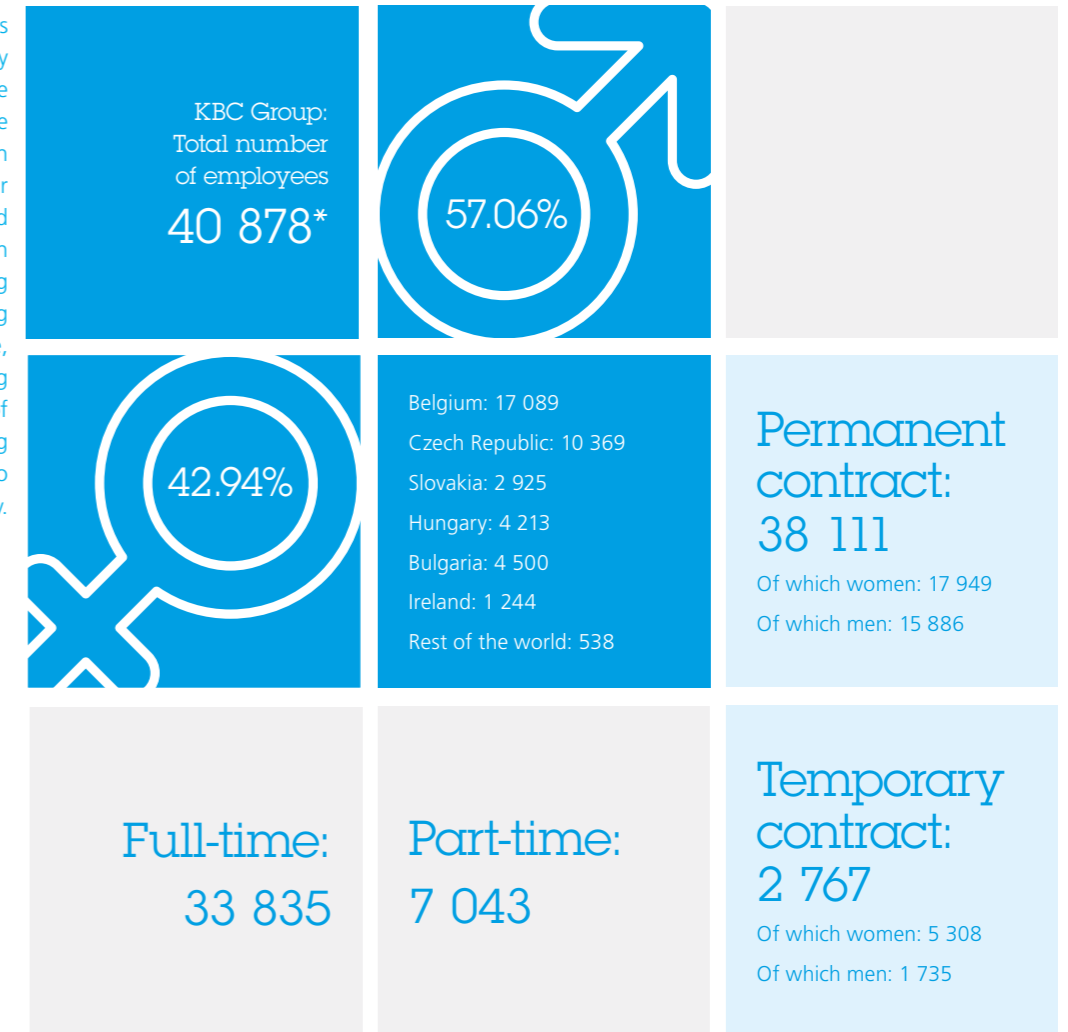 KBC Group:
Total number
of employees
40 878*
57.06%
42.94%
Belgium: 17 089
Czech Republic: 10 369
Slovakia: 2 925
Hungary: 4 213
Bulgaria: 4 500
Ireland: 1 244
Rest of the world: 538
Permanent
contract:
38 111
Of which women: 17 949
Of which men: 15 886
Full-time:
33 835
Part-time:
7 043
Temporary
contract:
2 767
Of which women: 5 308
Of which men: 1 735